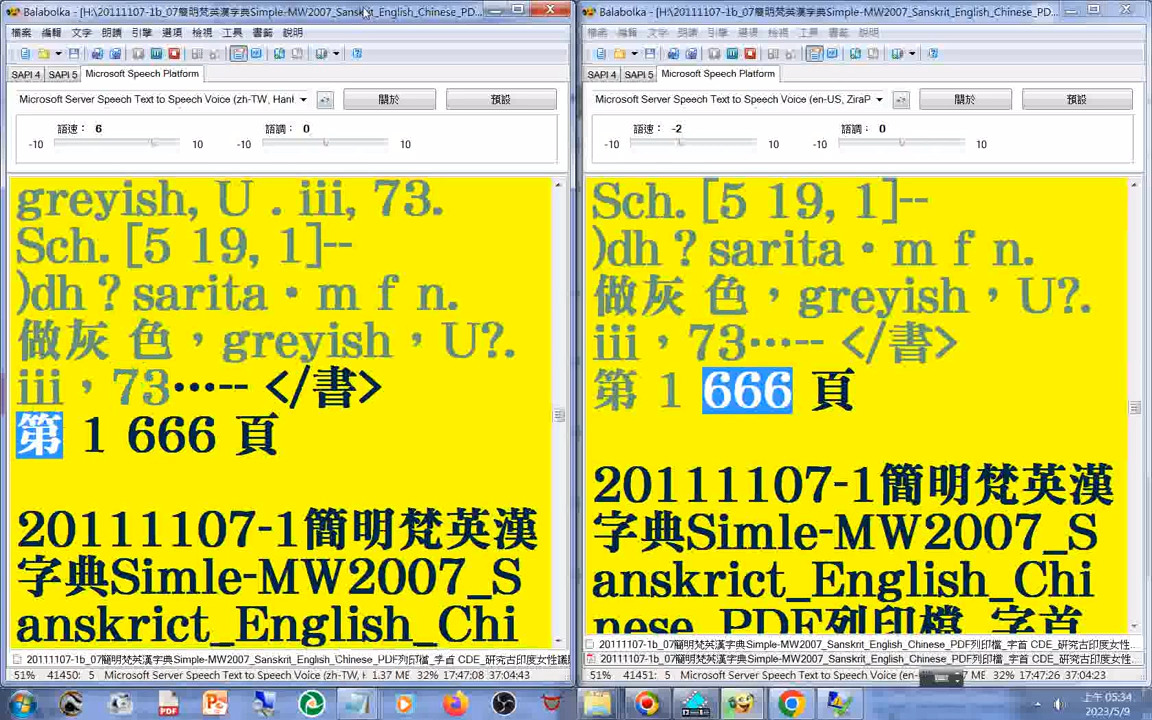 Balabolka - [H:\20111107-1b_07簡明梵英漢字典Simple-MW2007_Sanskrit_English_Chinese_PD...
檔案 編輯 文字 朗讀 引擎 選項 檢視 工具 書籤 說明
SAPI 4 SAPI 5 Microsoft Speech Platform
Microsoft Server Speech Text to Speech Voice (zh-TW, Hanl
關於 預設
語速: 6 語調: 0
-10 10 -10 10
greyish, U . iii, 73.
Sch. [5 19, 1]--
)dh ? sarita • m f n.
做灰 色，greyish，U?.
iii，73…-- </書>
第 1 666 頁
20111107-1簡明梵英漢
字典Simle-MW2007_S
anskrict_English_Chi
20111107-1b_07簡明梵英漢字典Simple-MW2007_Sanskrit_English_Chinese_PDF列印檔_字首 CDE_研究古印度女性議
51% 41450: 5 Microsoft Server Speech Text to Speech Voice (zh-TW, H 1.37 MB 32% 17:47:08 37:04:43
Balabolka - [H:\20111107-1b_07簡明梵英漢字典Simple-MW2007_Sanskrit_English_Chinese_PD...
檔案 編輯 文字 朗讀 引擎 選項 檢視 工具 書籤 說明
SAPI 4 SAPI 5 Microsoft Speech Platform
Microsoft Server Speech Text to Speech Voice (en-US, ZiraP
關於 預設
語速: -2 語調: 0
-10 10 -10 10
Sch. [5 19, 1]--
)dh ? sarita • m f n.
做灰 色，greyish，U?.
iii，73…-- </書>
第 1 666 頁
20111107-1簡明梵英漢
字典Simle-MW2007_S
anskrict_English_Chi
nese_PDF列印檔_字首
20111107-1b_07簡明梵英漢字典Simple-MW2007_Sanskrit_English_Chinese_PDF列印檔_字首 CDE_研究古印度女性
20111107-1b_07簡明梵英漢字典Simple-MW2007_Sanskrit_English_Chinese_PDF列印檔_字首 CDE_研究古印度女性
51% 41451: 5 Microsoft Server Speech Text to Speech Voice (en- 7 MB 32% 17:47:26 37:04:23
上午 05:34
2023/5/9